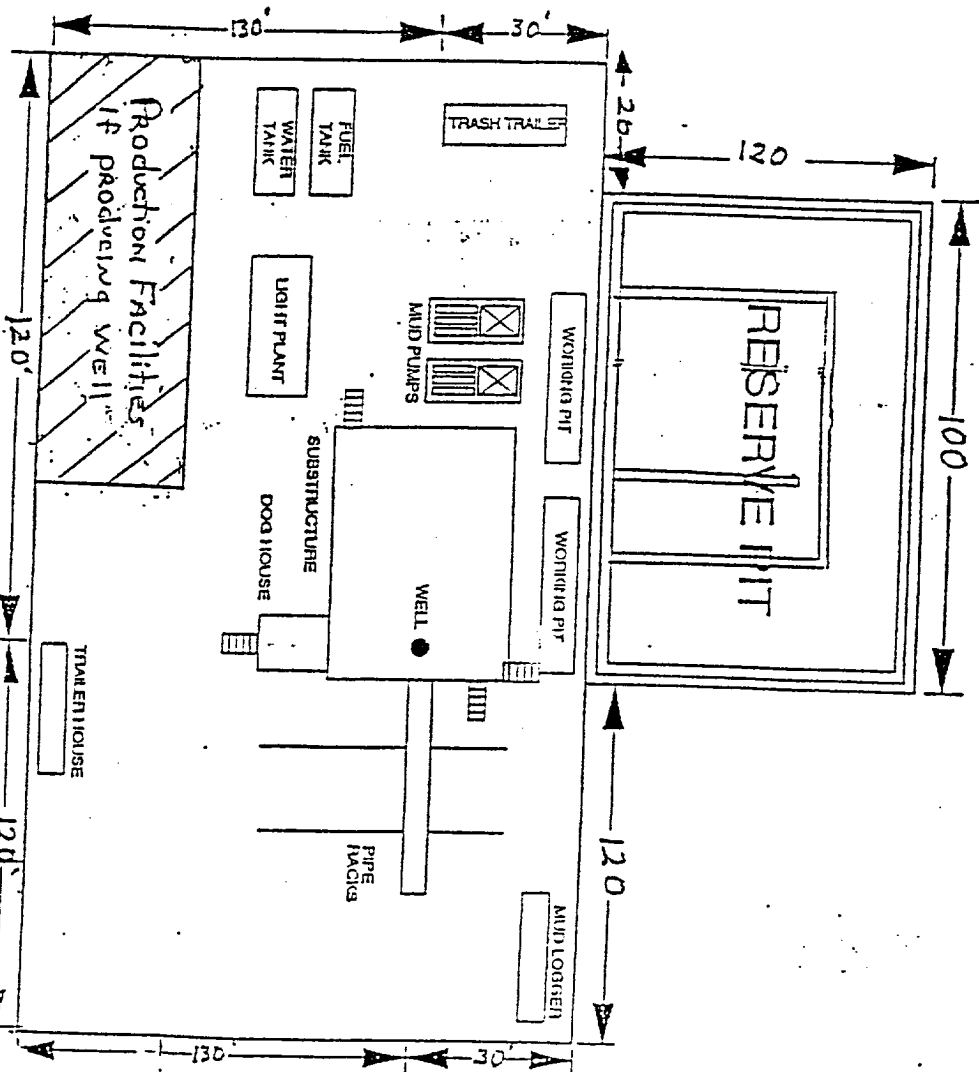 130'
30'
26
120
100
TRASH TRAILER
FUEL
TANK
WATER
TANK
Production Facilities
If producing well
LIGHT PLANT
MUD PUMPS
WORKING PIT
RESERVE PIT
WORKING PIT
SUBSTRUCTURE
DOG HOUSE
WELL
120'
TRAILER HOUSE
120'
PIPE
RACKS
MUD LOGGER
120
130'
30'